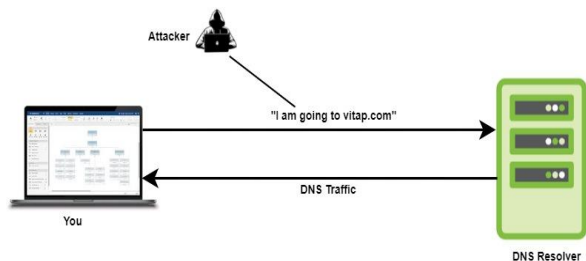 Attacker
"I am going to vitap.com"
DNS Traffic
You
DNS Resolver